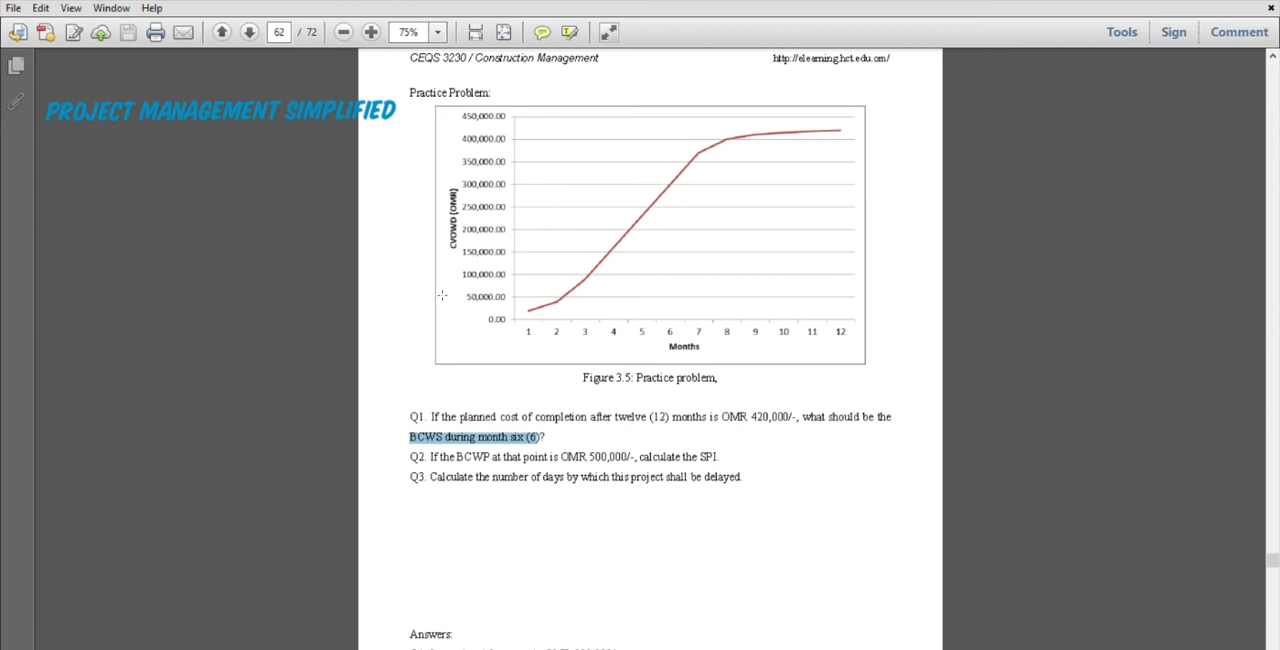 File Edit View Window Help
62 / 72 75% Tools Sign Comment
CEQS 3230 / Construction Management http://elearning.hct.edu.om/
PROJECT MANAGEMENT SIMPLIFIED
Practice Problem:
450,000.00
400,000.00
350,000.00
300,000.00
250,000.00
200,000.00
150,000.00
100,000.00
50,000.00
0.00
CVOWD (OMR)
1 2 3 4 5 6 7 8 9 10 11 12
Months
Figure 3.5: Practice problem,
Q1. If the planned cost of completion after twelve (12) months is OMR 420,000/-, what should be the
BCWS during month six (6)?
Q2. If the BCWP at that point is OMR 500,000/-, calculate the SPI.
Q3. Calculate the number of days by which this project shall be delayed.
Answers: